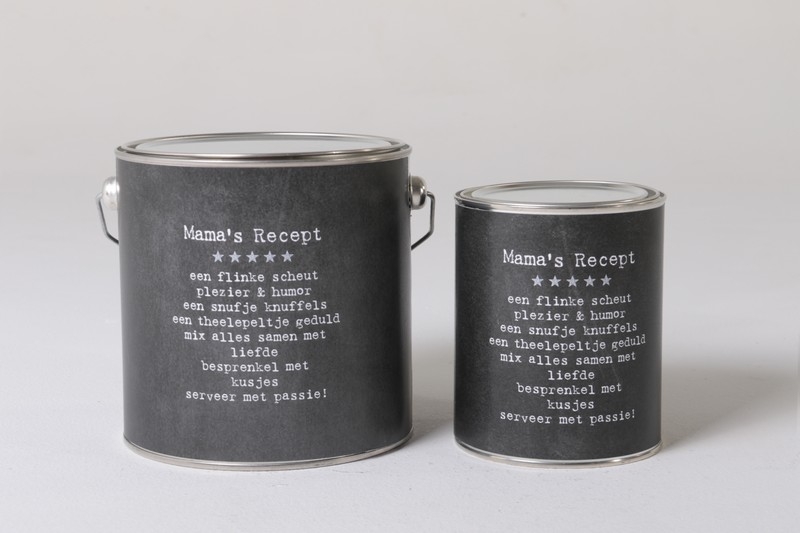 Mama's Recept
★★★★★
een flinke scheut
plezier & humor
een snufje knuffels
een theelepeltje geduld
mix alles samen met
liefde
besprenkel met
kusjes
serveer met passie!
Mama's Recept
★★★★★
een flinke scheut
plezier & humor
een snufje knuffels
een theelepeltje geduld
mix alles samen met
liefde
besprenkel met
kusjes
serveer met passie!